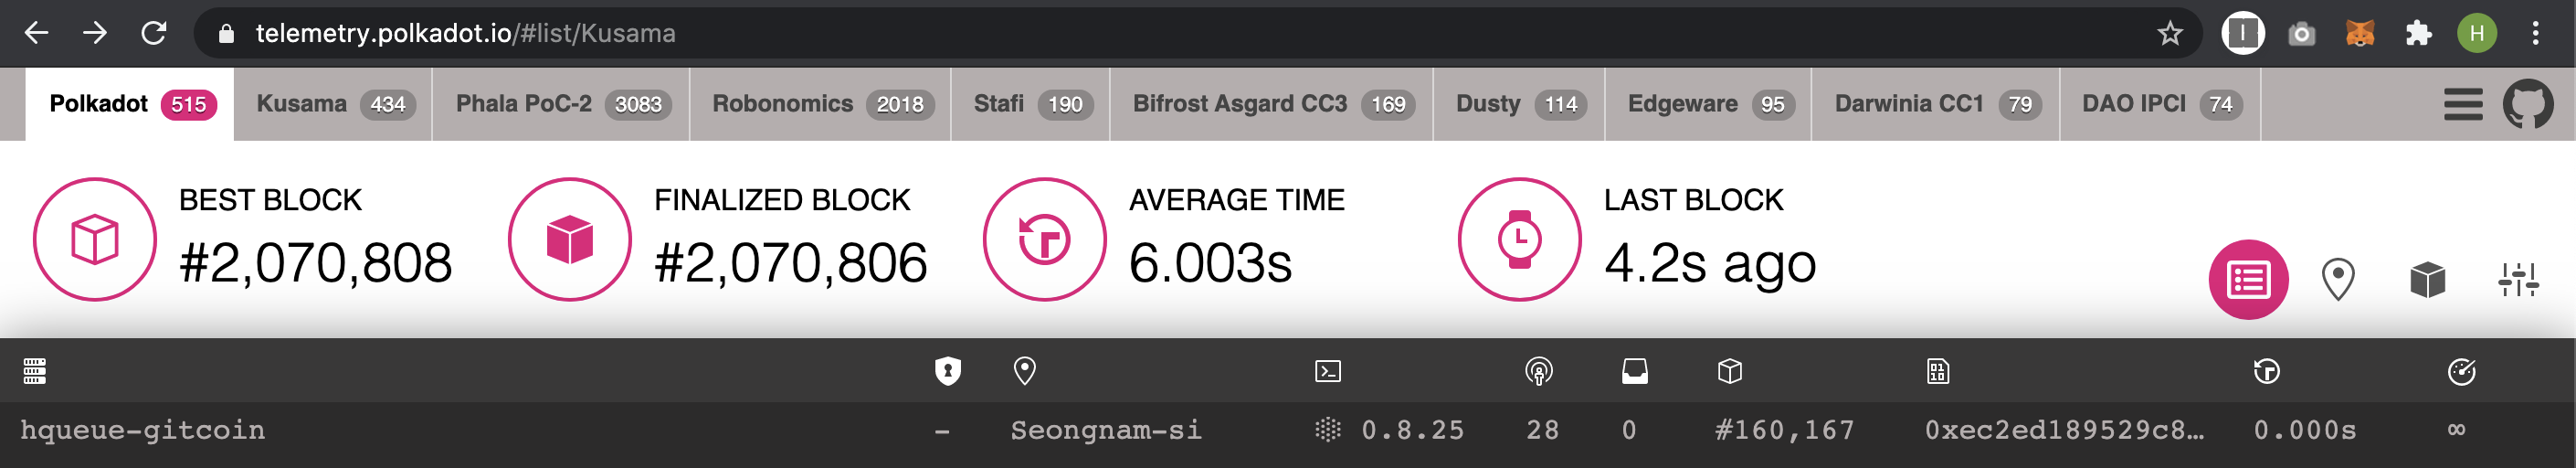 telemetry.polkadot.io/#list/Kusama H
Polkadot 515 Kusama 434 Phala PoC-2 3083 Robonomics 2018 Stafi 190 Bifrost Asgard CC3 169 Dusty 114 Edgeware 95 Darwinia CC1 79 DAO IPCI 74
BEST BLOCK FINALIZED BLOCK AVERAGE TIME LAST BLOCK
#2,070,808 #2,070,806 6.003s 4.2s ago
hqueue-gitcoin - Seongnam-si 0.8.25 28 0 #160,167 0xec2ed189529c8… 0.000s ∞